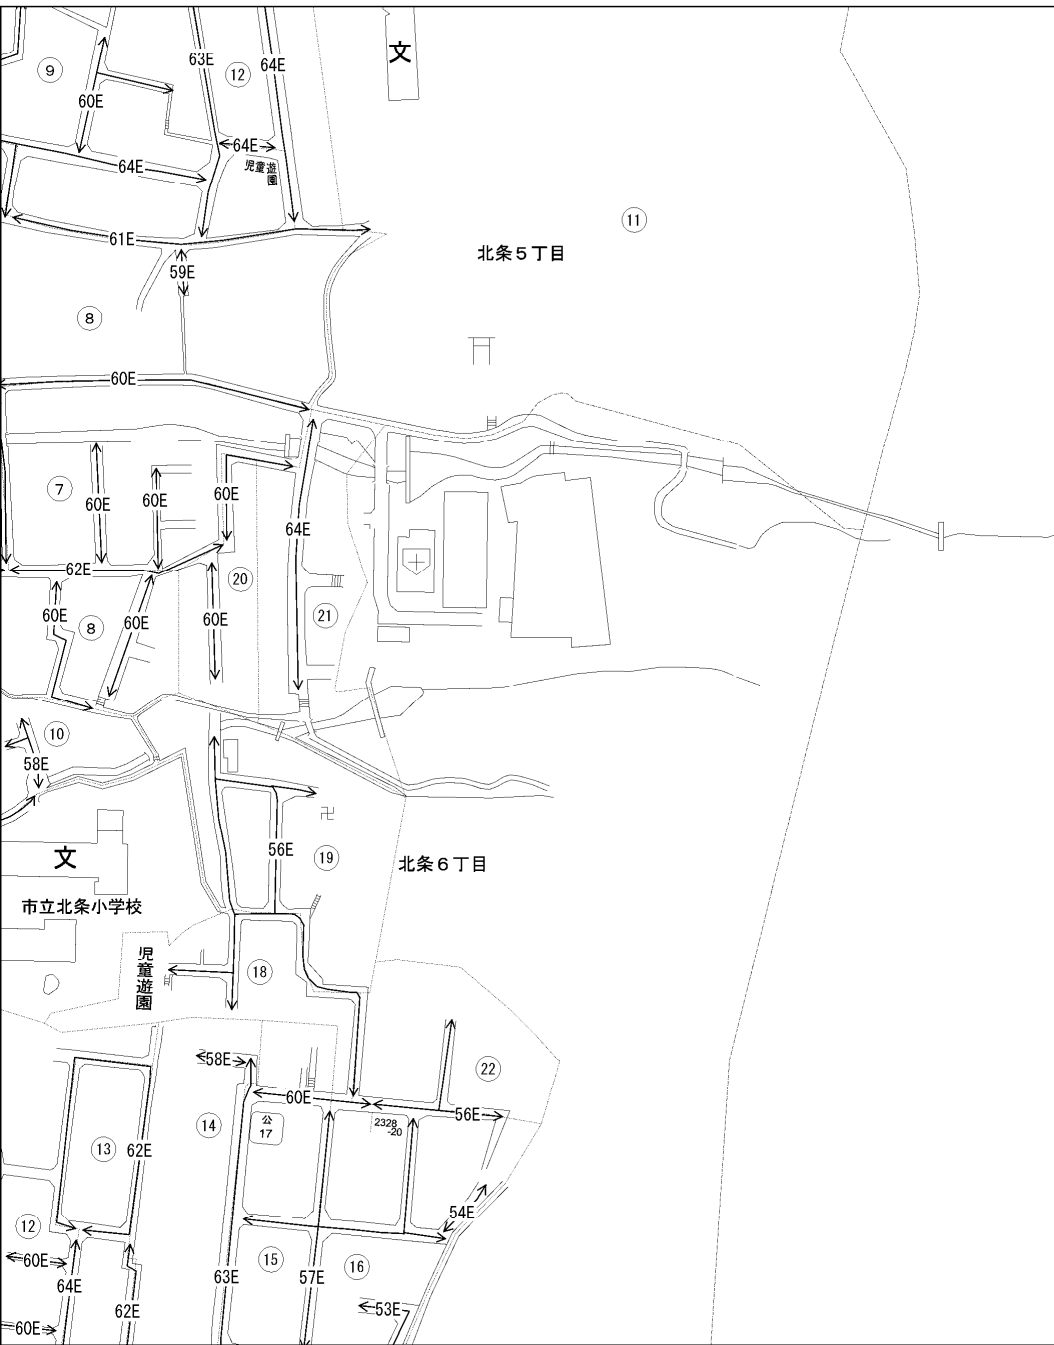 文
63E
⑫
64E
⑨
60E
64E
64E
児童遊
園
⑪
61E
北条５丁目
59E
⑧
60E
⑦
60E
60E
60E
64E
62E
⑳
60E
⑧
60E
60E
㉑
⑩
58E
卍
56E
⑲
北条６丁目
文
市立北条小学校
児童遊園
⑱
58E
㉒
60E
56E
公
17
2328
-20
⑭
⑬
62E
54E
⑫
60E
64E
62E
63E
⑮
57E
⑯
53E
60E